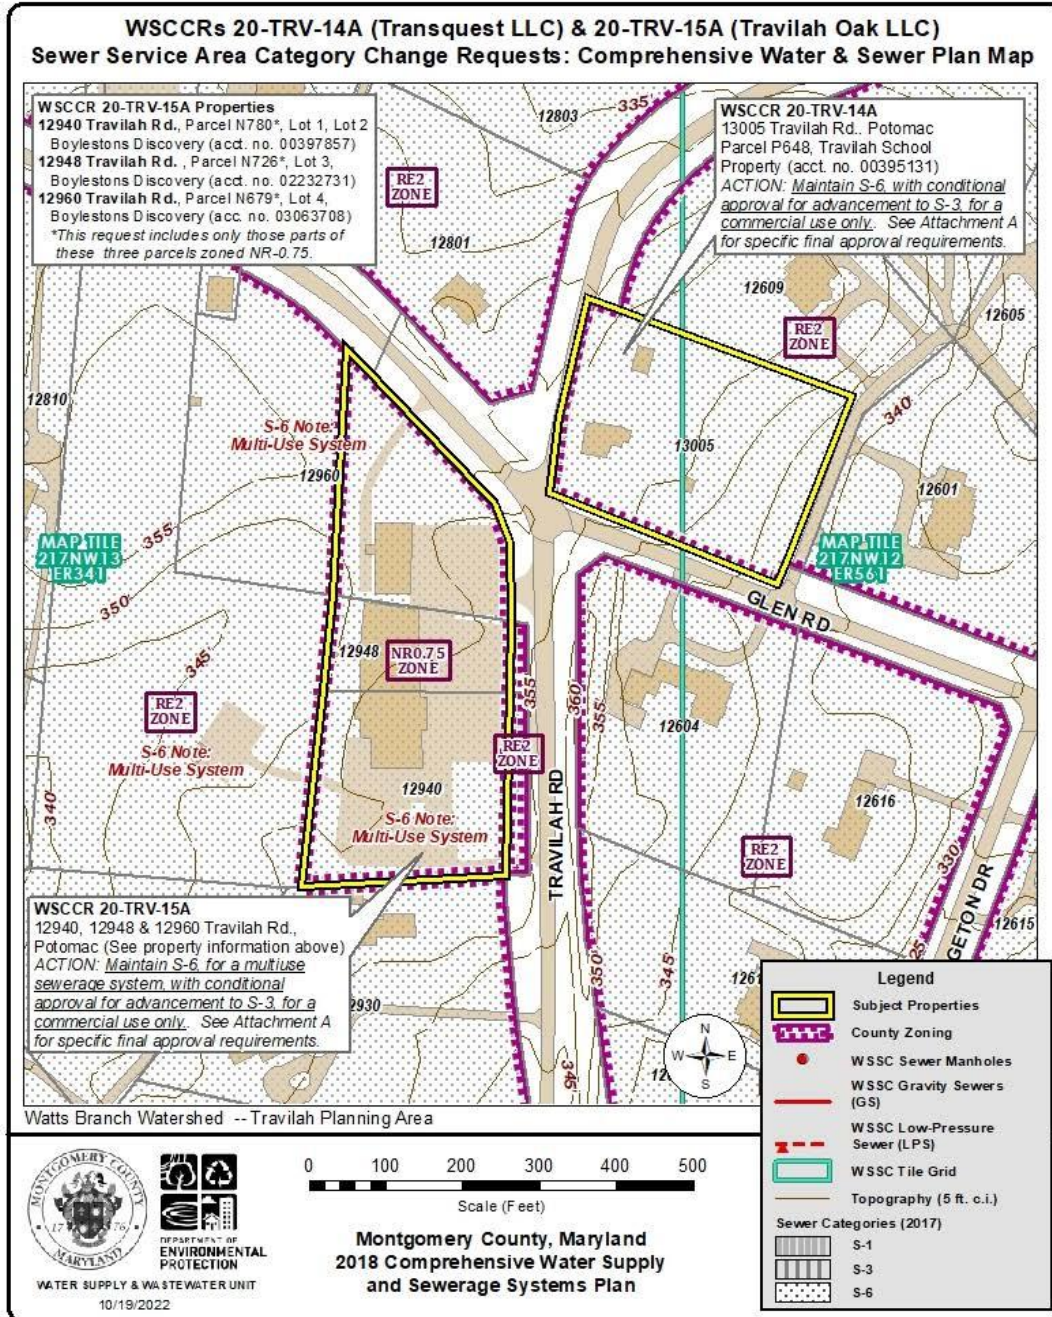 WSCCRs 20-TRV-14A (Transquest LLC) & 20-TRV-15A (Travilah Oak LLC)
Sewer Service Area Category Change Requests: Comprehensive Water & Sewer Plan Map
WSCCR 20-TRV-15A Properties
12940 Travilah Rd., Parcel N780*, Lot 1, Lot 2
Boylestons Discovery (acct. no. 00397857)
12948 Travilah Rd. , Parcel N726*, Lot 3,
Boylestons Discovery (acct. no. 02232731)
12960 Travilah Rd., Parcel N679*, Lot 4,
Boylestons Discovery (acc. no. 03063708)
*This request includes only those parts of
these three parcels zoned NR-0.75.
12803
335'
WSCCR 20-TRV-14A
13005 Travilah Rd.. Potomac
Parcel P648, Travilah School
Property (acct. no. 00395131)
ACTION: Maintain S-6, with conditional
approval for advancement to S-3, for a
commercial use only. See Attachment A
for specific final approval requirements.
RE2
ZONE
12801
12609
12605
RE2
ZONE
12810
340'
S-6 Note:
Multi-Use System
13005
12960
12601
355'
MAP TILE
217NW13
ER341
MAP TILE
217NW12
ER561
350'
GLEN RD
12948
NR0.75
ZONE
345'
355
360'
355'
RE2
ZONE
12604
S-6 Note:
Multi-Use System
RE2
ZONE
12940
340'
12616
S-6 Note:
Multi-Use System
TRAVILAH RD
RE2
ZONE
330'
GETON DR
12615
WSCCR 20-TRV-15A
12940, 12948 & 12960 Travilah Rd.,
Potomac (See property information above)
ACTION: Maintain S-6, for a multiuse
sewerage system, with conditional
approval for advancement to S-3, for a
commercial use only. See Attachment A
for specific final approval requirements.
2930
350'
345'
25
345'
N
W E
S
Legend
Subject Properties
County Zoning
WSSC Sewer Manholes
WSSC Gravity Sewers
(GS)
WSSC Low-Pressure
Sewer (LPS)
WSSC Tile Grid
Topography (5 ft. c.i.)
Sewer Categories (2017)
S-1
S-3
S-6
Watts Branch Watershed -- Travilah Planning Area
MONTGOMERY COUNTY
17 76
MARYLAND
DEPARTMENT OF
ENVIRONMENTAL
PROTECTION
WATER SUPPLY & WASTEWATER UNIT
10/19/2022
0 100 200 300 400 500
Scale (Feet)
Montgomery County, Maryland
2018 Comprehensive Water Supply
and Sewerage Systems Plan